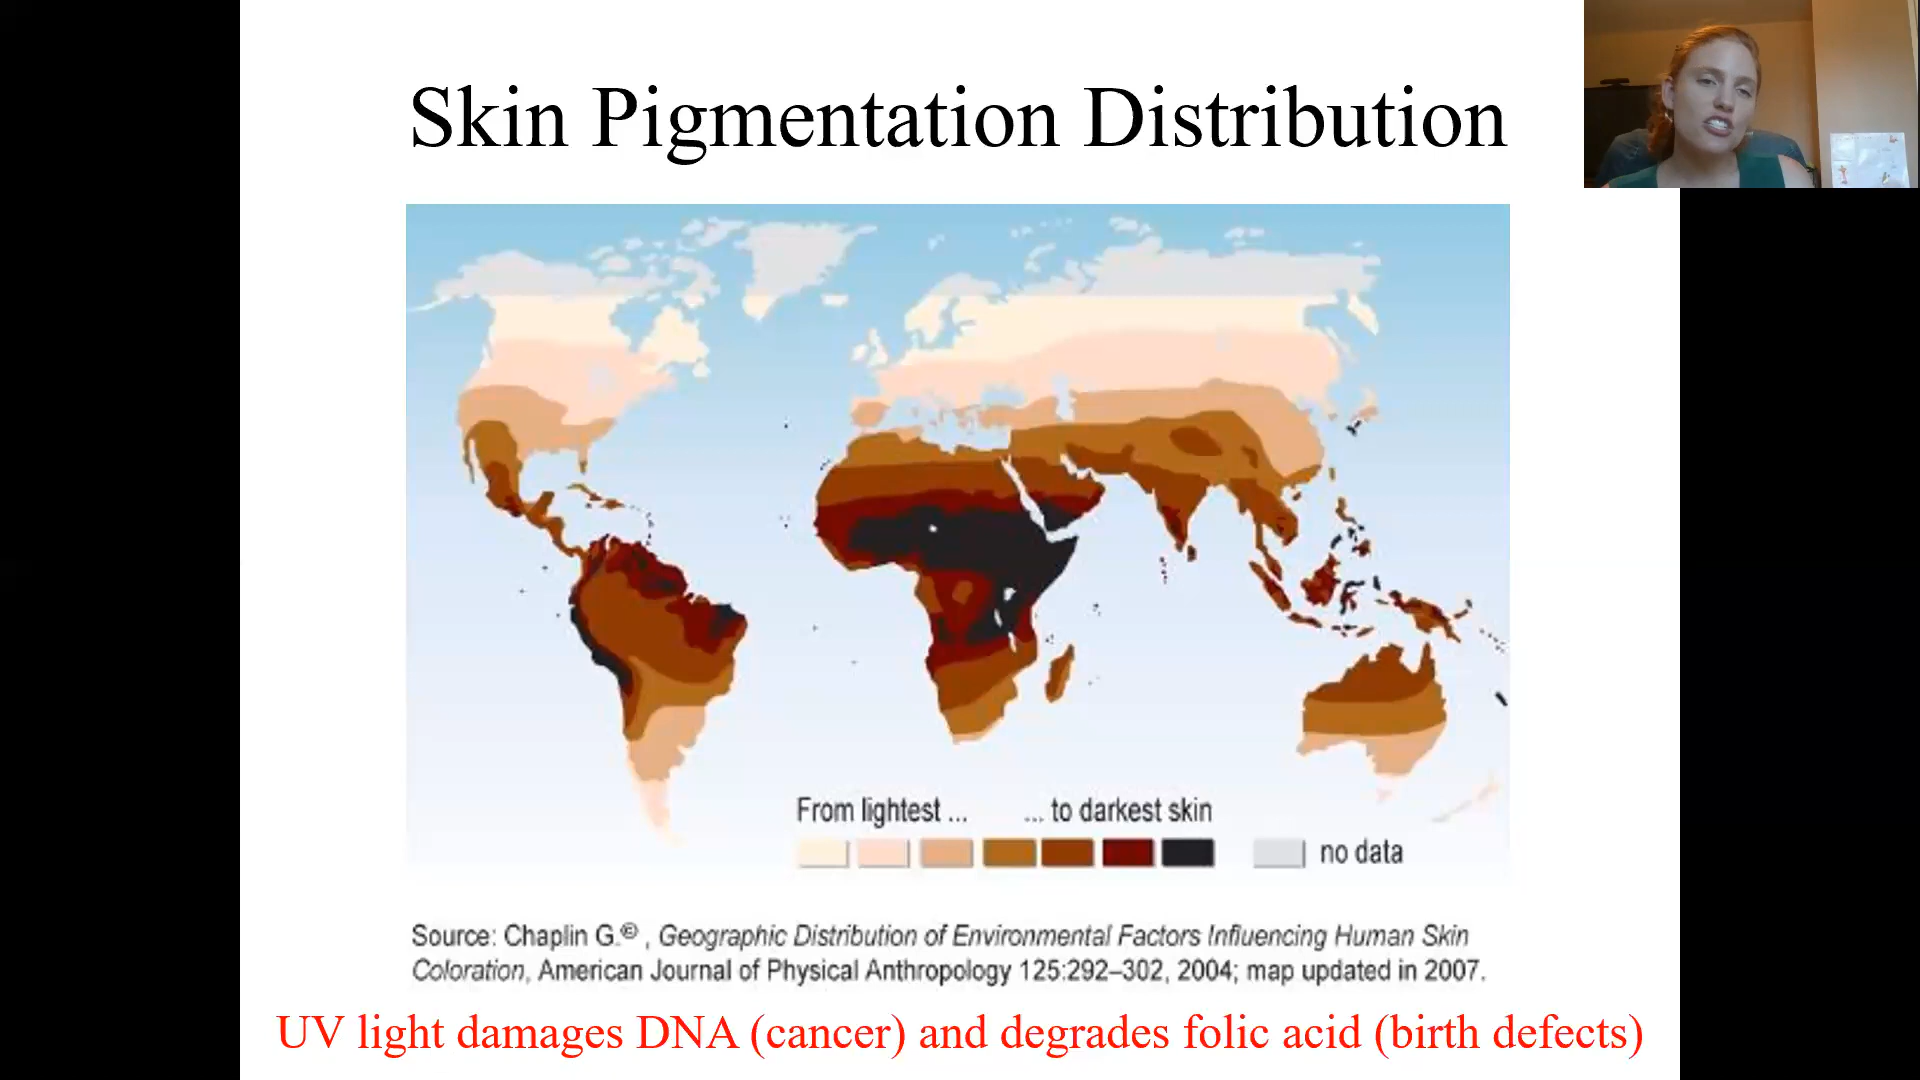 Skin Pigmentation Distribution
From lightest ... ... to darkest skin
no data
Source: Chaplin G.© , Geographic Distribution of Environmental Factors Influencing Human Skin
Coloration, American Journal of Physical Anthropology 125:292–302, 2004; map updated in 2007.
UV light damages DNA (cancer) and degrades folic acid (birth defects)